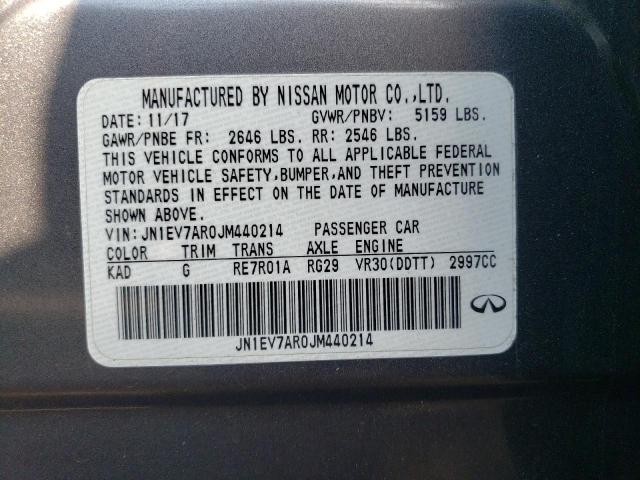 MANUFACTURED BY NISSAN MOTOR CO.,LTD.
DATE: 11/17 GVWR/PNBV: 5159 LBS.
GAWR/PNBE FR: 2646 LBS. RR: 2546 LBS.
THIS VEHICLE CONFORMS TO ALL APPLICABLE FEDERAL
MOTOR VEHICLE SAFETY,BUMPER,AND THEFT PREVENTION
STANDARDS IN EFFECT ON THE DATE OF MANUFACTURE
SHOWN ABOVE.
VIN: JN1EV7AR0JM440214 PASSENGER CAR
COLOR TRIM TRANS AXLE ENGINE
KAD G RE7R01A RG29 VR30(DDTT) 2997CC
JN1EV7AR0JM440214